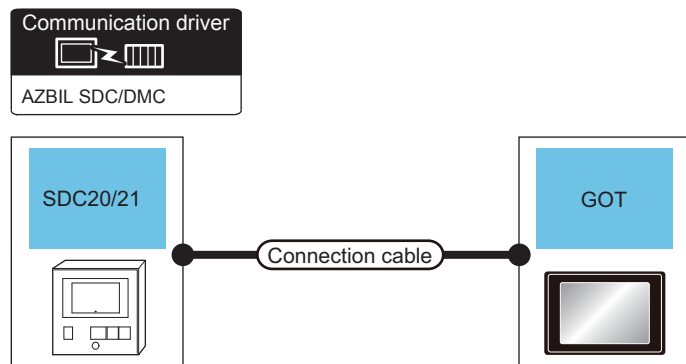 Communication driver
AZBIL SDC/DMC
SDC20/21
Connection cable
GOT